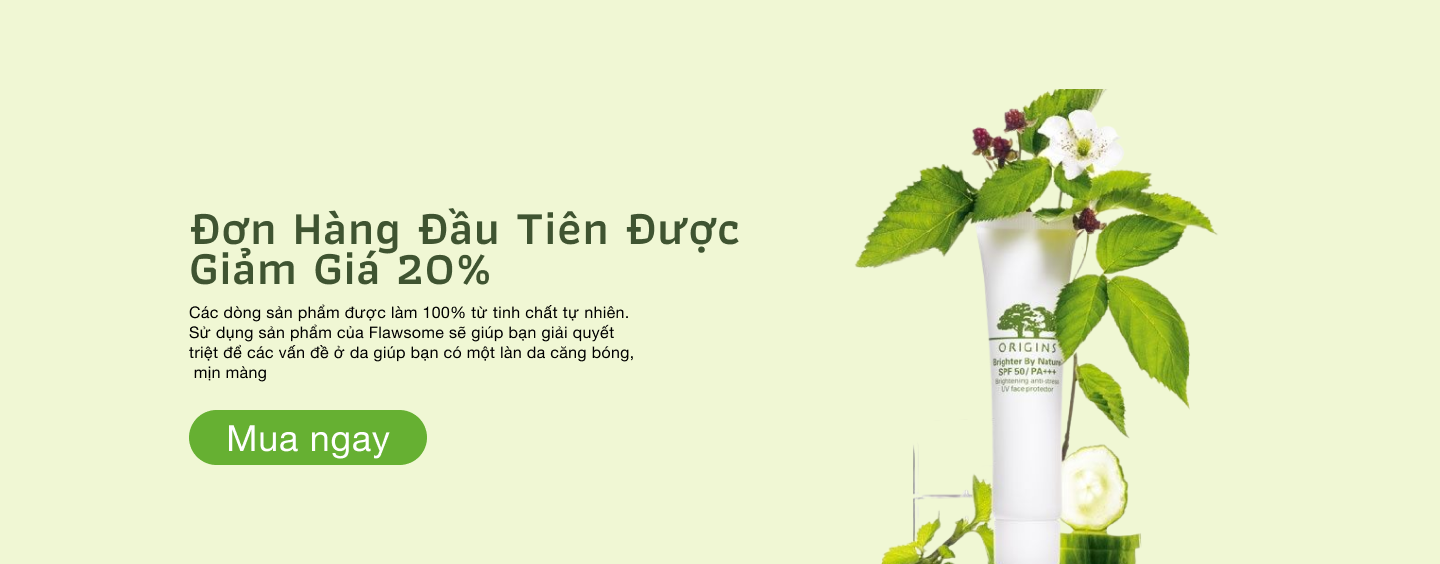 Đơn Hàng Đầu Tiên Được
Giảm Giá 20%
Các dòng sản phẩm được làm 100% từ tinh chất tự nhiên.
Sử dụng sản phẩm của Flawsome sẽ giúp bạn giải quyết
triệt để các vấn đề ở da giúp bạn có một làn da căng bóng,
mịn màng
Mua ngay
ORIGINS
Brighter By Nature
SPF 50/ PA+++
Brightening anti-stress
UV face protector